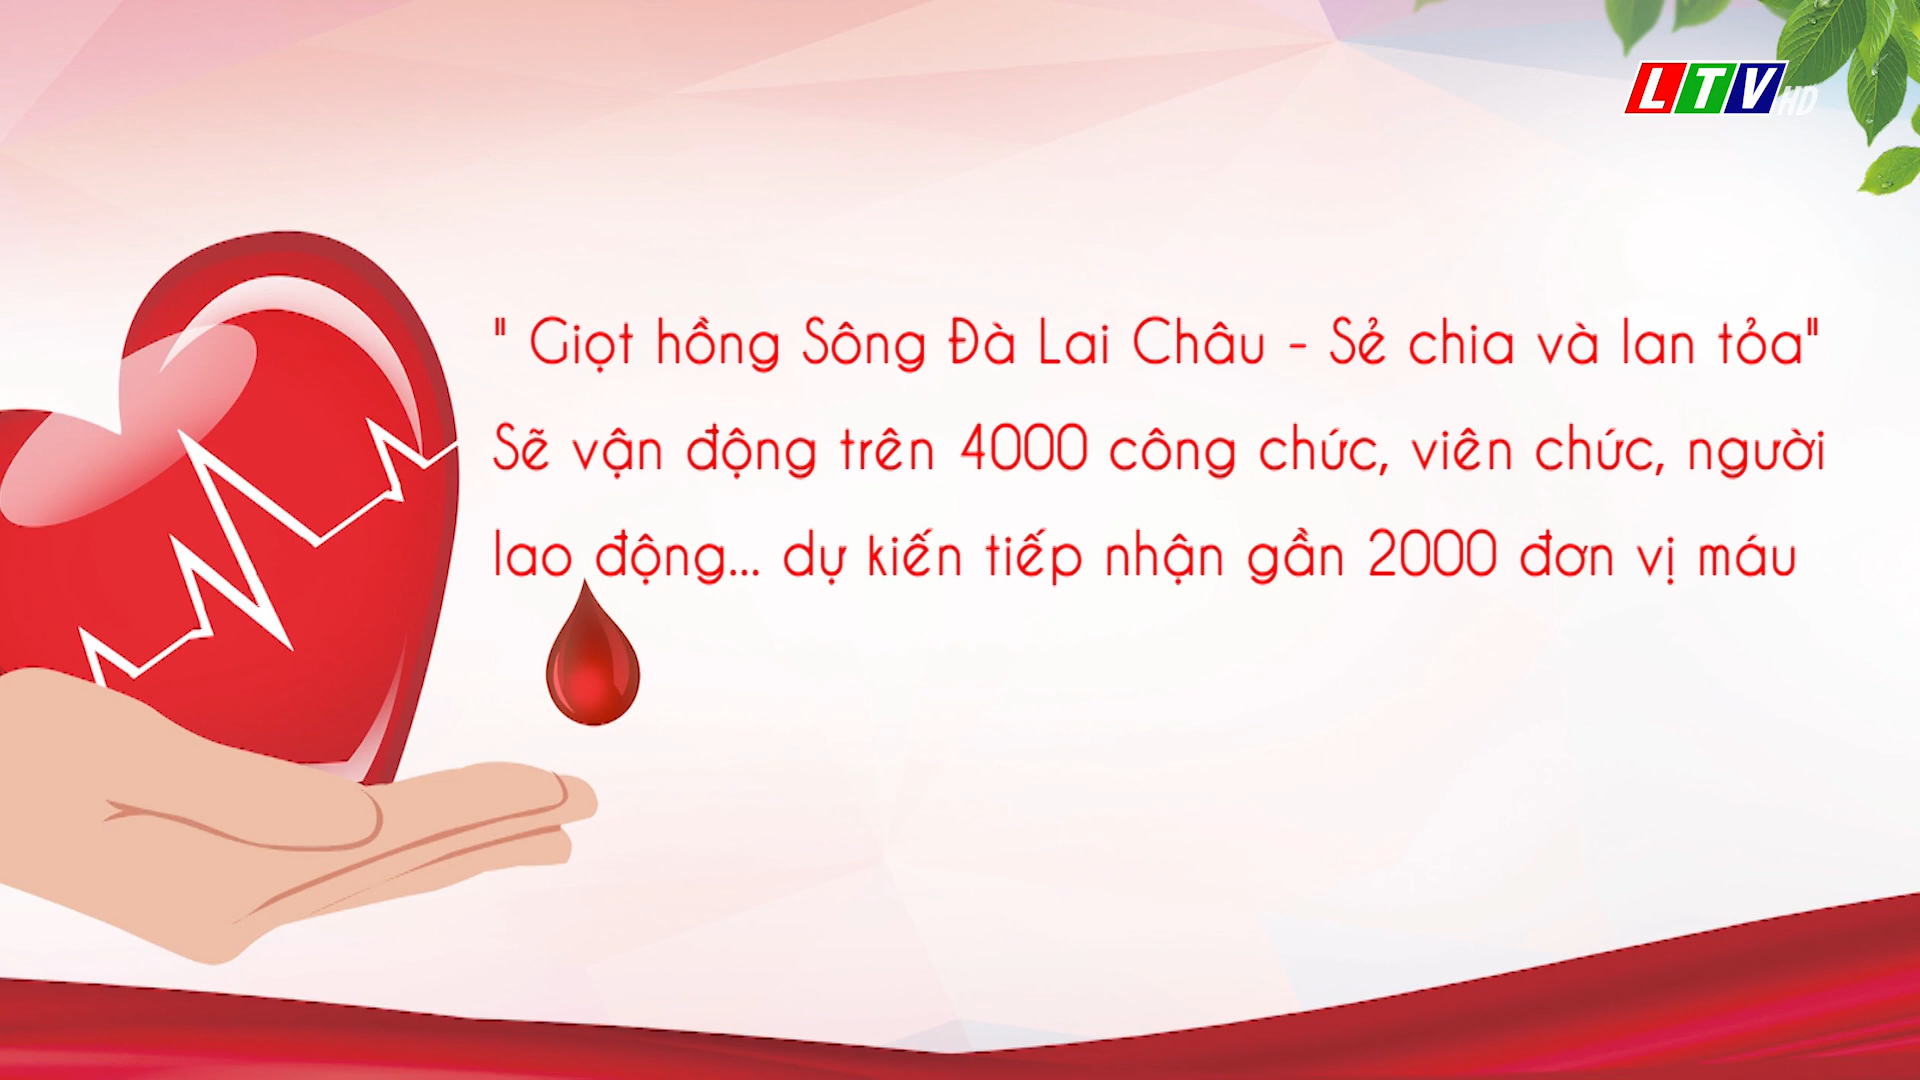 LTV HD
" Giọt hồng Sông Đà Lai Châu - Sẻ chia và lan tỏa"
Sẽ vận động trên 4000 công chức, viên chức, người
lao động... dự kiến tiếp nhận gần 2000 đơn vị máu